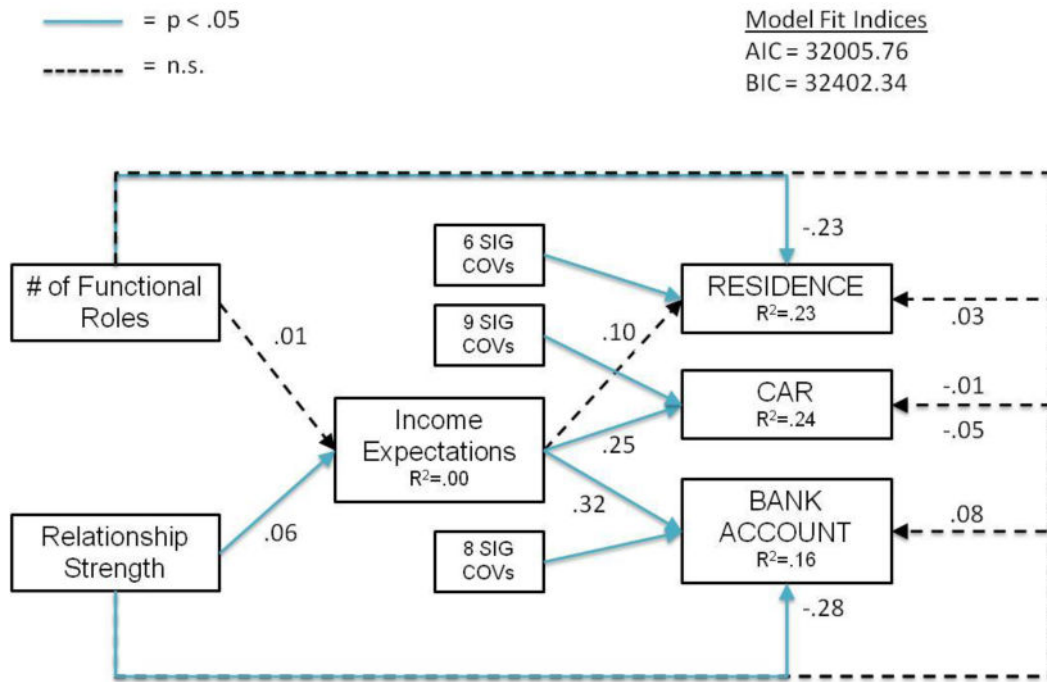 = p < .05
= n.s.
Model Fit Indices
AIC = 32005.76
BIC = 32402.34
# of Functional
Roles
.01
6 SIG
COVs
9 SIG
COVs
-.23
RESIDENCE
R²=.23
.03
.10
CAR
R²=.24
-.01
-.05
Income
Expectations
R²=.00
.25
.32
Relationship
Strength
.06
8 SIG
COVs
BANK
ACCOUNT
R²=.16
.08
-.28